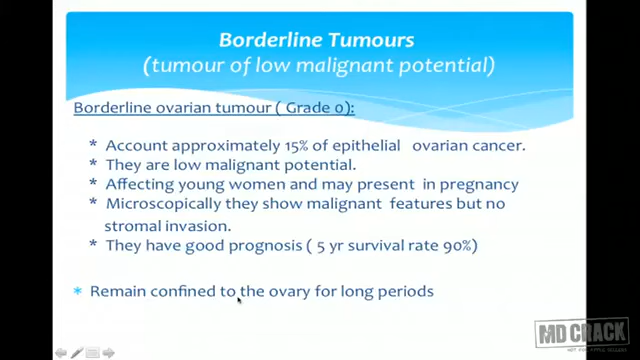 Borderline Tumours
(tumour of low malignant potential)
Borderline ovarian tumour ( Grade 0):
* Account approximately 15% of epithelial ovarian cancer.
* They are low malignant potential.
* Affecting young women and may present in pregnancy
* Microscopically they show malignant features but no
stromal invasion.
* They have good prognosis ( 5 yr survival rate 90%)
* Remain confined to the ovary for long periods
MD CRACK